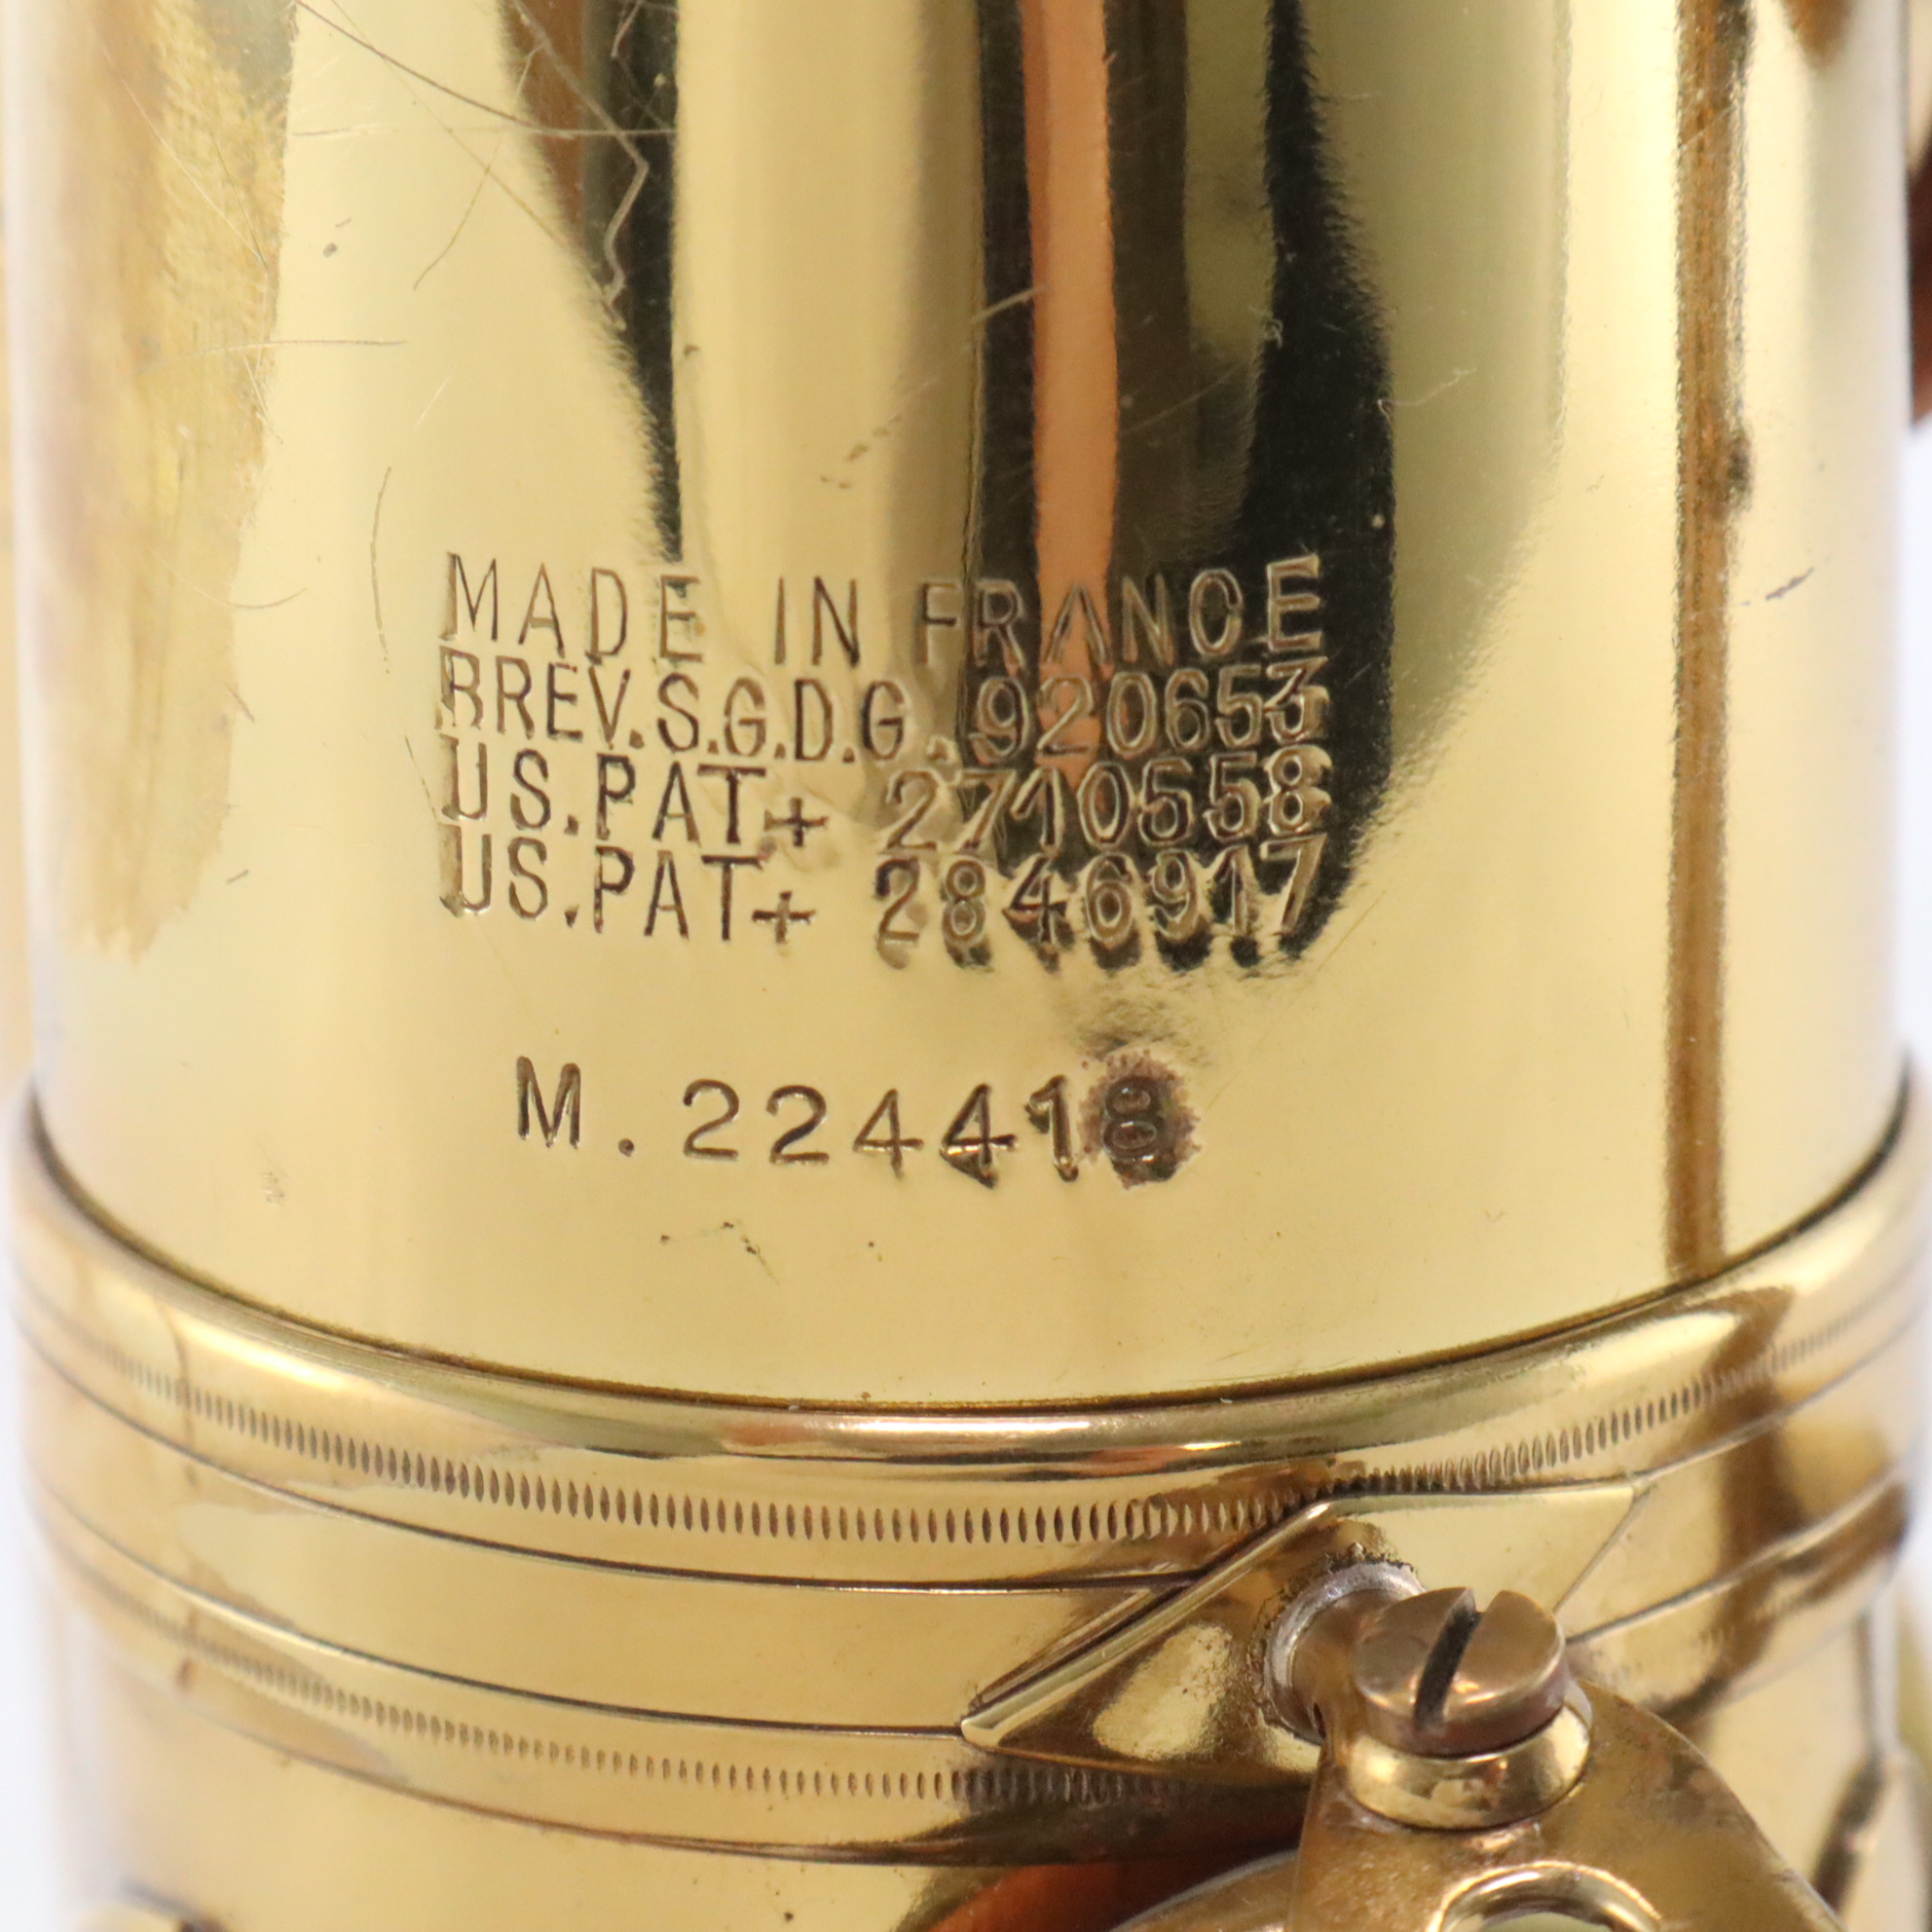 MADE IN FRANCE
BREV.S.G.D.G. 920653
US.PAT+ 2710558
US.PAT+ 2846917
M.224418